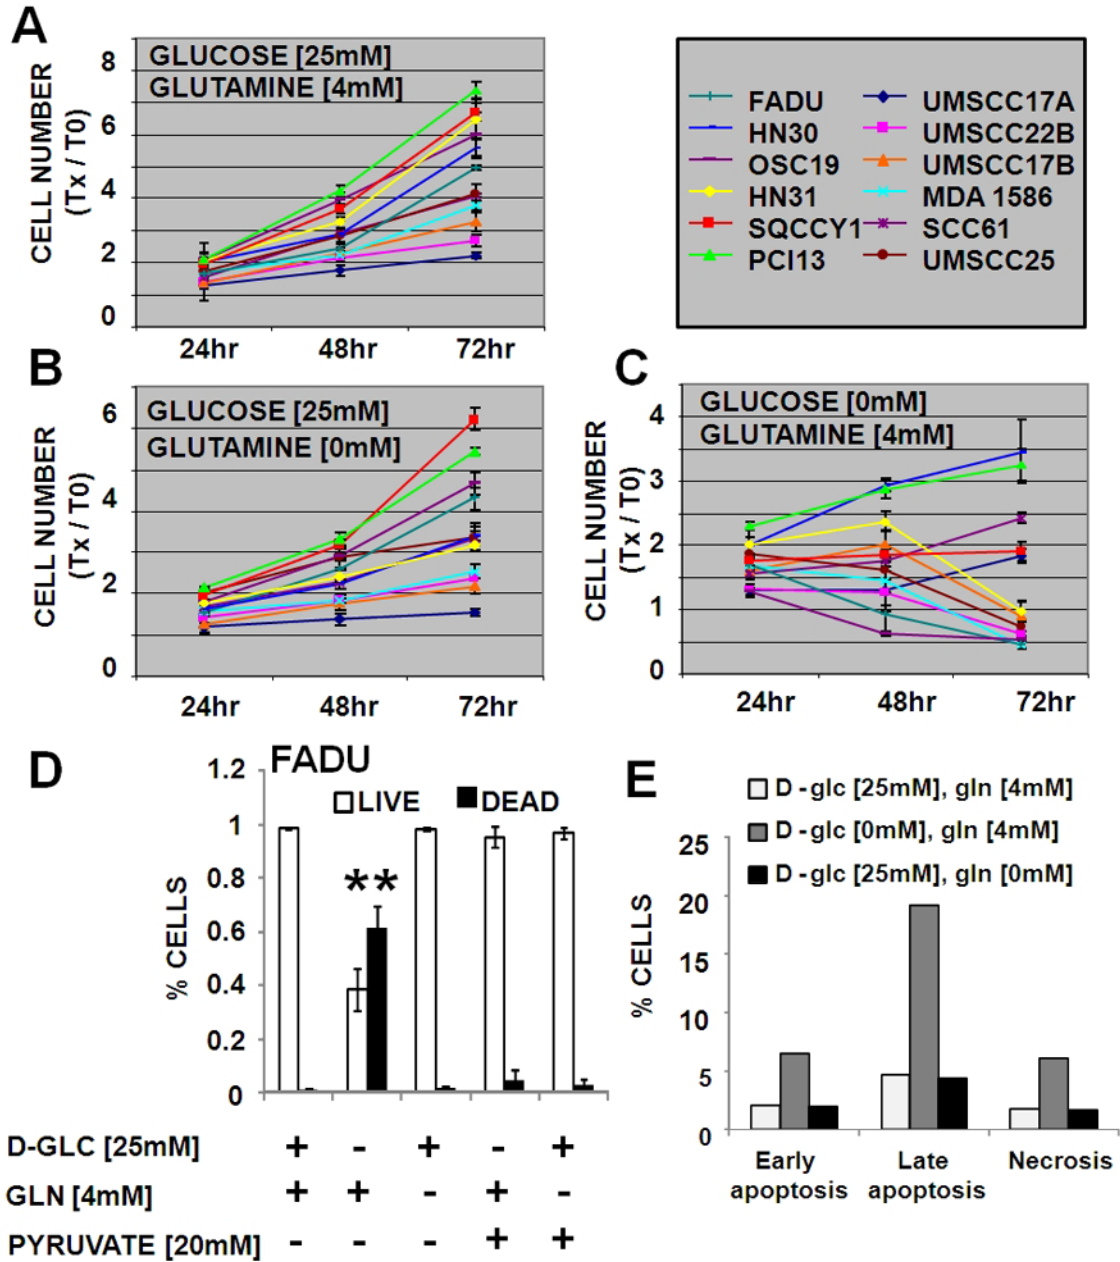 A
GLUCOSE [25mM]
GLUTAMINE [4mM]
CELL NUMBER
(Tx / T0)
8
6
4
2
0
24hr 48hr 72hr
FADU UMSCC17A
HN30 UMSCC22B
OSC19 UMSCC17B
HN31 MDA 1586
SQCCY1 SCC61
PCI13 UMSCC25
B
GLUCOSE [25mM]
GLUTAMINE [0mM]
CELL NUMBER
(Tx / T0)
6
4
2
0
24hr 48hr 72hr
C
GLUCOSE [0mM]
GLUTAMINE [4mM]
CELL NUMBER
(Tx / T0)
4
3
2
1
0
24hr 48hr 72hr
D
FADU
LIVE DEAD
**
% CELLS
1.2
1
0.8
0.6
0.4
0.2
0
D-GLC [25mM] + - + - +
GLN [4mM] + + - + -
PYRUVATE [20mM] - - - + +
E
D-glc [25mM], gln [4mM]
D-glc [0mM], gln [4mM]
D-glc [25mM], gln [0mM]
% CELLS
25
20
15
10
5
0
Early apoptosis
Late apoptosis
Necrosis